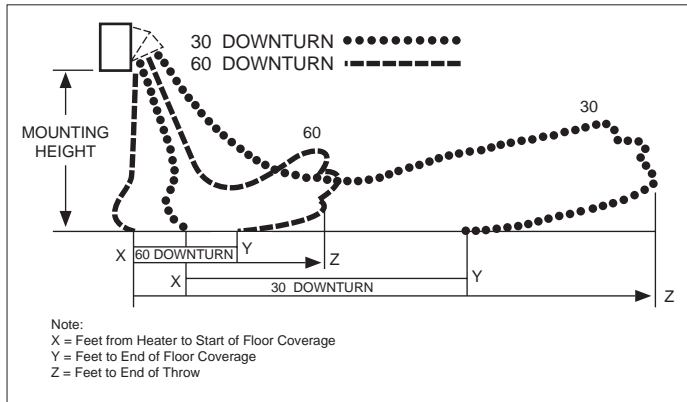 30 DOWNTURN
60 DOWNTURN
MOUNTING
HEIGHT
60
30
X 60 DOWNTURN Y Z
X 30 DOWNTURN Y Z
Note:
X = Feet from Heater to Start of Floor Coverage
Y = Feet to End of Floor Coverage
Z = Feet to End of Throw